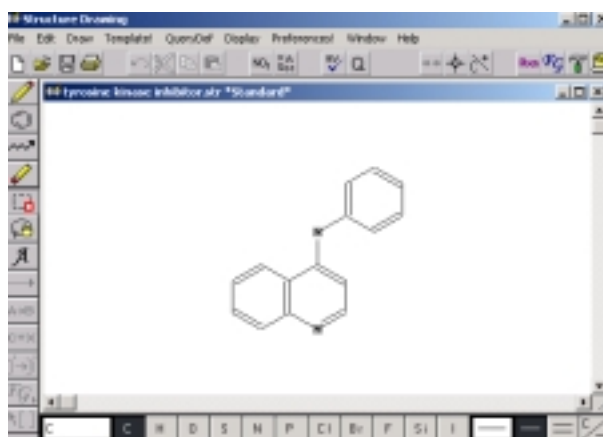 Structure Drawing
File Edit Draw Templates! QueryDef Display Preferences! Window Help
tyrosine kinase inhibitor.str "Standard"
N
N
C C H D S N P Cl Br F Si I